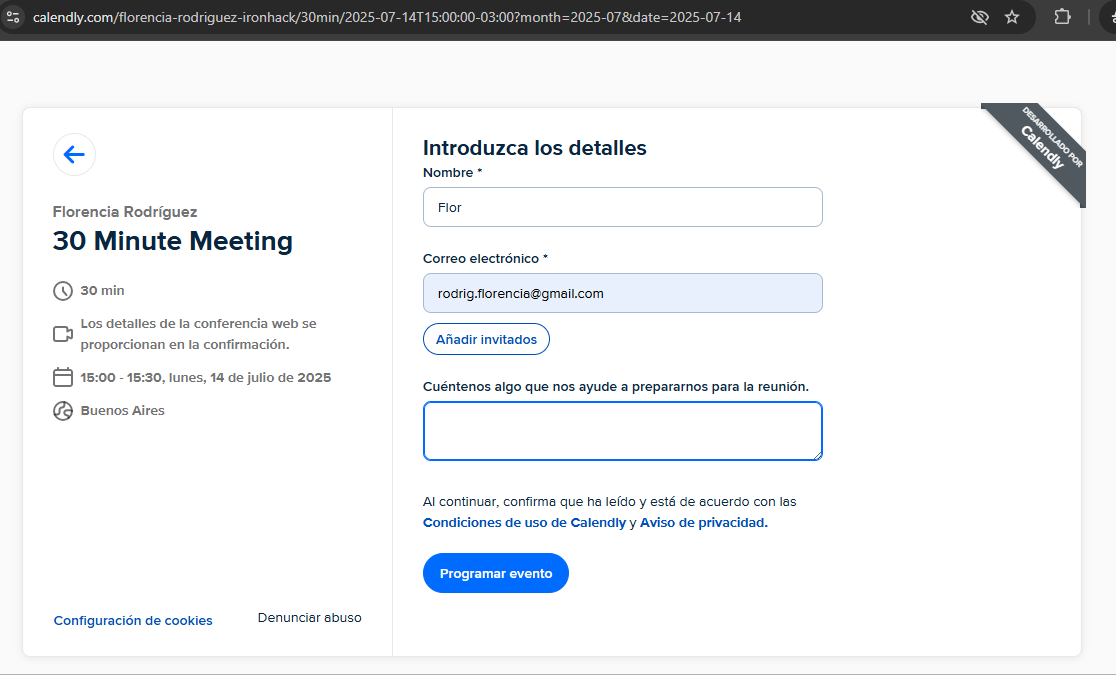 calendly.com/florencia-rodriguez-ironhack/30min/2025-07-14T15:00:00-03:00?month=2025-07&date=2025-07-14
DESARROLLADO POR
Calendly
Florencia Rodríguez
30 Minute Meeting
30 min
Los detalles de la conferencia web se
proporcionan en la confirmación.
15:00 - 15:30, lunes, 14 de julio de 2025
Buenos Aires
Configuración de cookies
Denunciar abuso
Introduzca los detalles
Nombre *
Flor
Correo electrónico *
rodrig.florencia@gmail.com
Añadir invitados
Cuéntenos algo que nos ayude a prepararnos para la reunión.
Al continuar, confirma que ha leído y está de acuerdo con las
Condiciones de uso de Calendly y Aviso de privacidad.
Programar evento